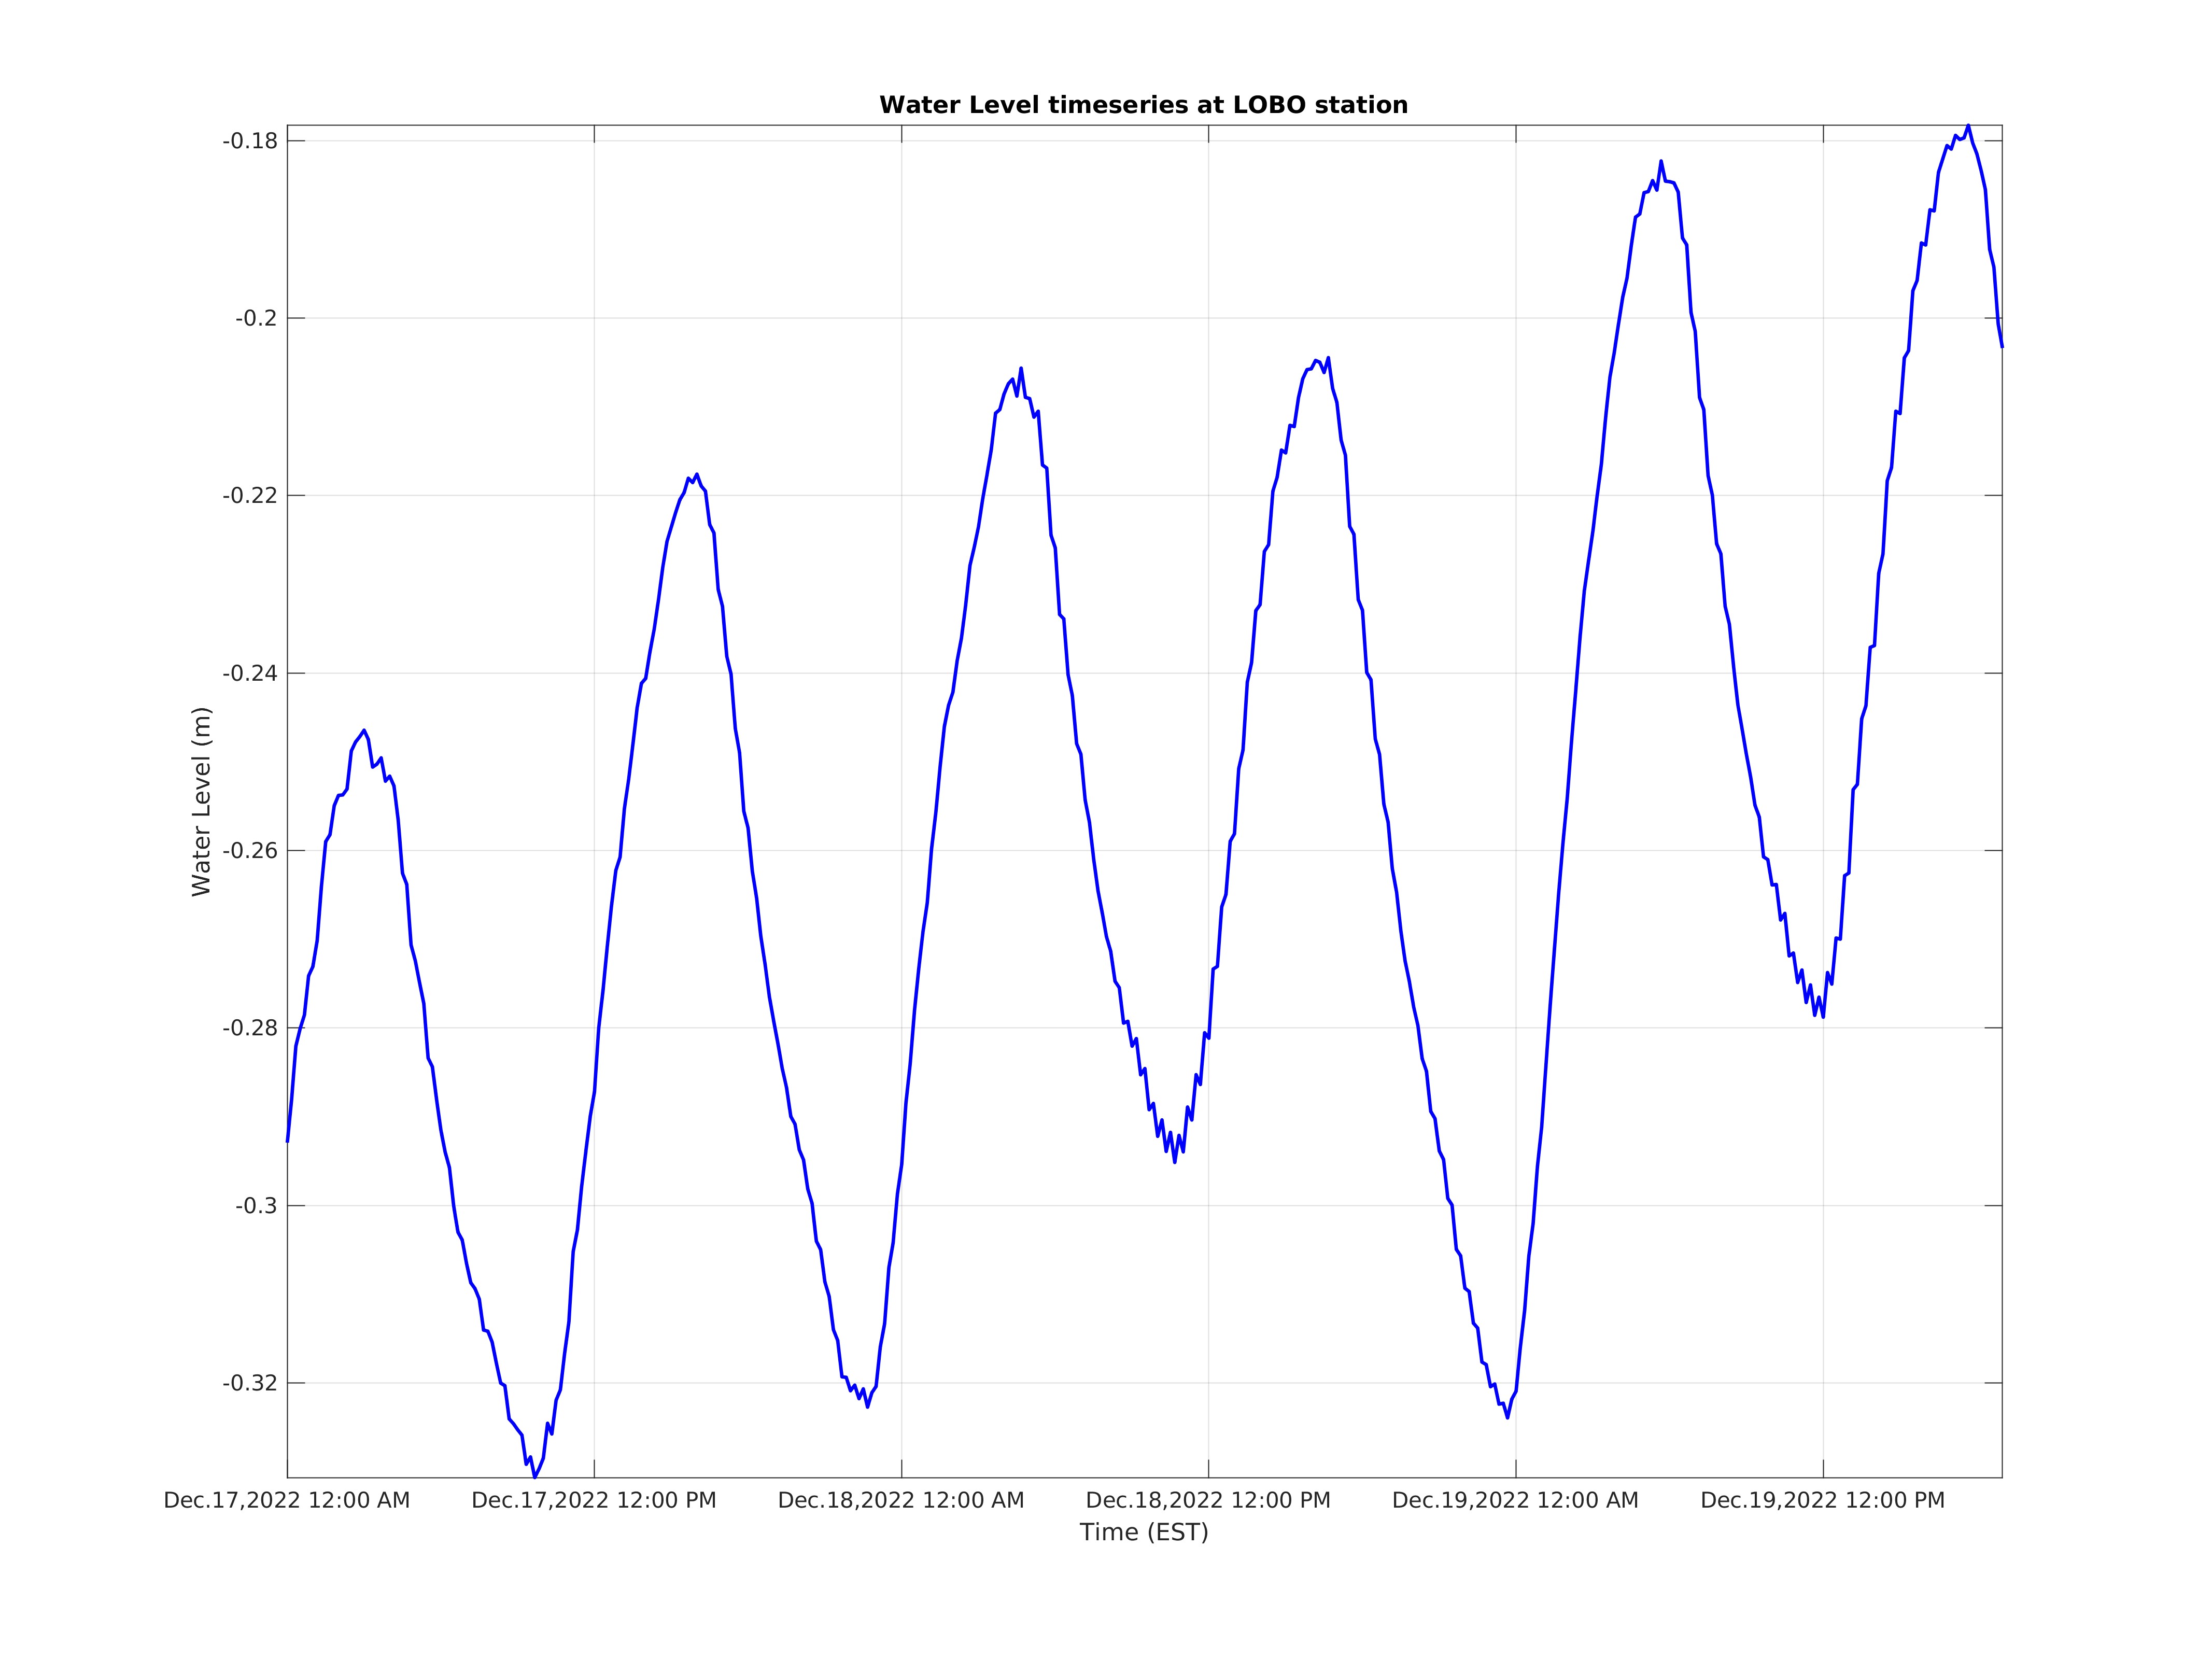 Water Level timeseries at LOBO station
-0.18
-0.2
-0.22
-0.24
-0.26
-0.28
-0.3
-0.32
Water Level (m)
Dec.17,2022 12:00 AM
Dec.17,2022 12:00 PM
Dec.18,2022 12:00 AM
Dec.18,2022 12:00 PM
Dec.19,2022 12:00 AM
Dec.19,2022 12:00 PM
Time (EST)